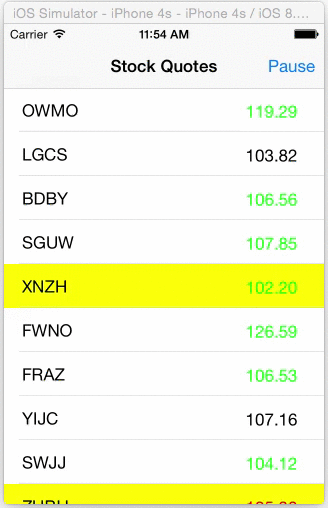 iOS Simulator - iPhone 4s - iPhone 4s / iOS 8....
Carrier 11:54 AM
Stock Quotes Pause
OWMO 119.29
LGCS 103.82
BDBY 106.56
SGUW 107.85
XNZH 102.20
FWNO 126.59
FRAZ 106.53
YIJC 107.16
SWJJ 104.12